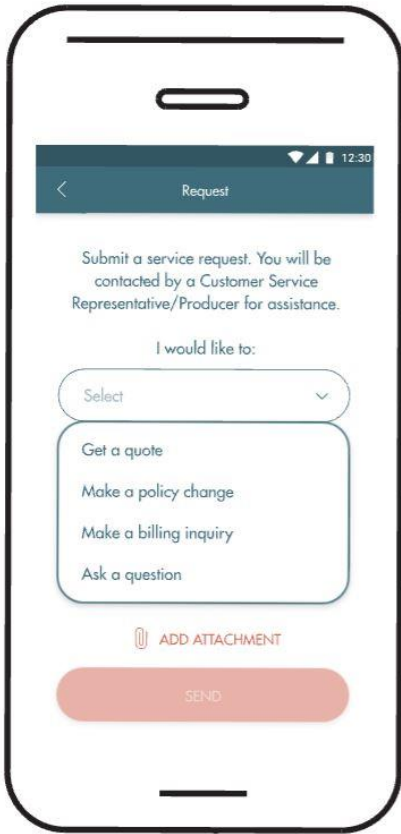 12:30
Request
Submit a service request. You will be
contacted by a Customer Service
Representative/Producer for assistance.
I would like to:
Select
Get a quote
Make a policy change
Make a billing inquiry
Ask a question
ADD ATTACHMENT
SEND